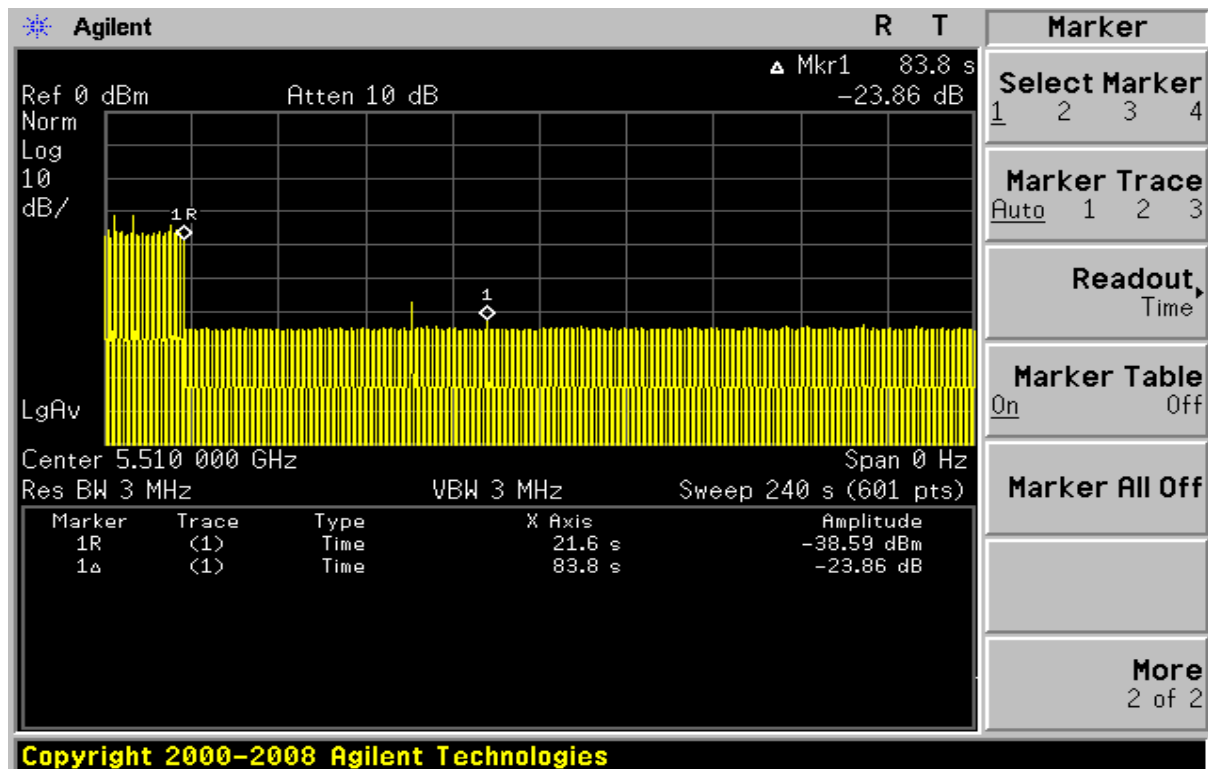 Agilent R T Marker
Δ Mkr1 83.8 s
Ref 0 dBm Atten 10 dB -23.86 dB
Norm
Log
10
dB/
1R
1
LgAv
Center 5.510 000 GHz Span 0 Hz
Res BW 3 MHz VBW 3 MHz Sweep 240 s (601 pts)
Marker Trace Type X Axis Amplitude
1R (1) Time 21.6 s -38.59 dBm
1Δ (1) Time 83.8 s -23.86 dB
Select Marker
1 2 3 4
Marker Trace
Auto 1 2 3
Readout
Time
Marker Table
On Off
Marker All Off
More
2 of 2
Copyright 2000-2008 Agilent Technologies